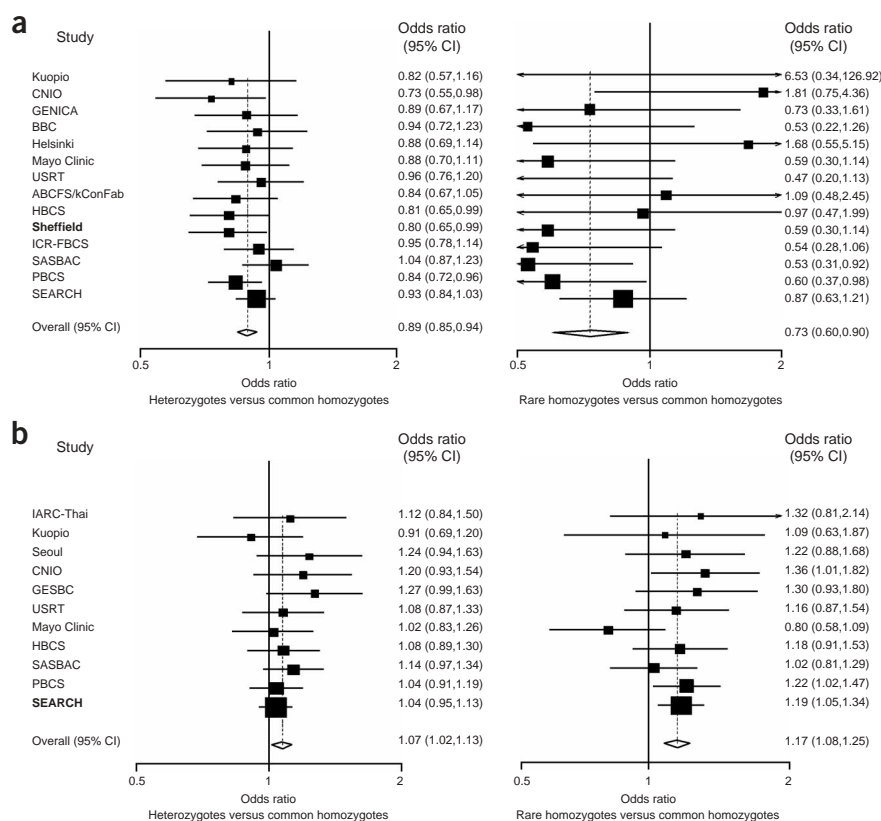 a
Study
Odds ratio
(95% CI)
Odds ratio
(95% CI)
Kuopio 0.82 (0.57,1.16) 6.53 (0.34,126.92)
CNIO 0.73 (0.55,0.98) 1.81 (0.75,4.36)
GENICA 0.89 (0.67,1.17) 0.73 (0.33,1.61)
BBC 0.94 (0.72,1.23) 0.53 (0.22,1.26)
Helsinki 0.88 (0.69,1.14) 1.68 (0.55,5.15)
Mayo Clinic 0.88 (0.70,1.11) 0.59 (0.30,1.14)
USRT 0.96 (0.76,1.20) 0.47 (0.20,1.13)
ABCFS/kConFab 0.84 (0.67,1.05) 1.09 (0.48,2.45)
HBCS 0.81 (0.65,0.99) 0.97 (0.47,1.99)
Sheffield 0.80 (0.65,0.99) 0.59 (0.30,1.14)
ICR-FBCS 0.95 (0.78,1.14) 0.54 (0.28,1.06)
SASBAC 1.04 (0.87,1.23) 0.53 (0.31,0.92)
PBCS 0.84 (0.72,0.96) 0.60 (0.37,0.98)
SEARCH 0.93 (0.84,1.03) 0.87 (0.63,1.21)
Overall (95% CI) 0.89 (0.85,0.94) 0.73 (0.60,0.90)
0.5 1 2 0.5 1 2
Odds ratio Odds ratio
Heterozygotes versus common homozygotes Rare homozygotes versus common homozygotes
b
Study
Odds ratio
(95% CI)
Odds ratio
(95% CI)
IARC-Thai 1.12 (0.84,1.50) 1.32 (0.81,2.14)
Kuopio 0.91 (0.69,1.20) 1.09 (0.63,1.87)
Seoul 1.24 (0.94,1.63) 1.22 (0.88,1.68)
CNIO 1.20 (0.93,1.54) 1.36 (1.01,1.82)
GESBC 1.27 (0.99,1.63) 1.30 (0.93,1.80)
USRT 1.08 (0.87,1.33) 1.16 (0.87,1.54)
Mayo Clinic 1.02 (0.83,1.26) 0.80 (0.58,1.09)
HBCS 1.08 (0.89,1.30) 1.18 (0.91,1.53)
SASBAC 1.14 (0.97,1.34) 1.02 (0.81,1.29)
PBCS 1.04 (0.91,1.19) 1.22 (1.02,1.47)
SEARCH 1.04 (0.95,1.13) 1.19 (1.05,1.34)
Overall (95% CI) 1.07 (1.02,1.13) 1.17 (1.08,1.25)
0.5 1 2 0.5 1 2
Odds ratio Odds ratio
Heterozygotes versus common homozygotes Rare homozygotes versus common homozygotes